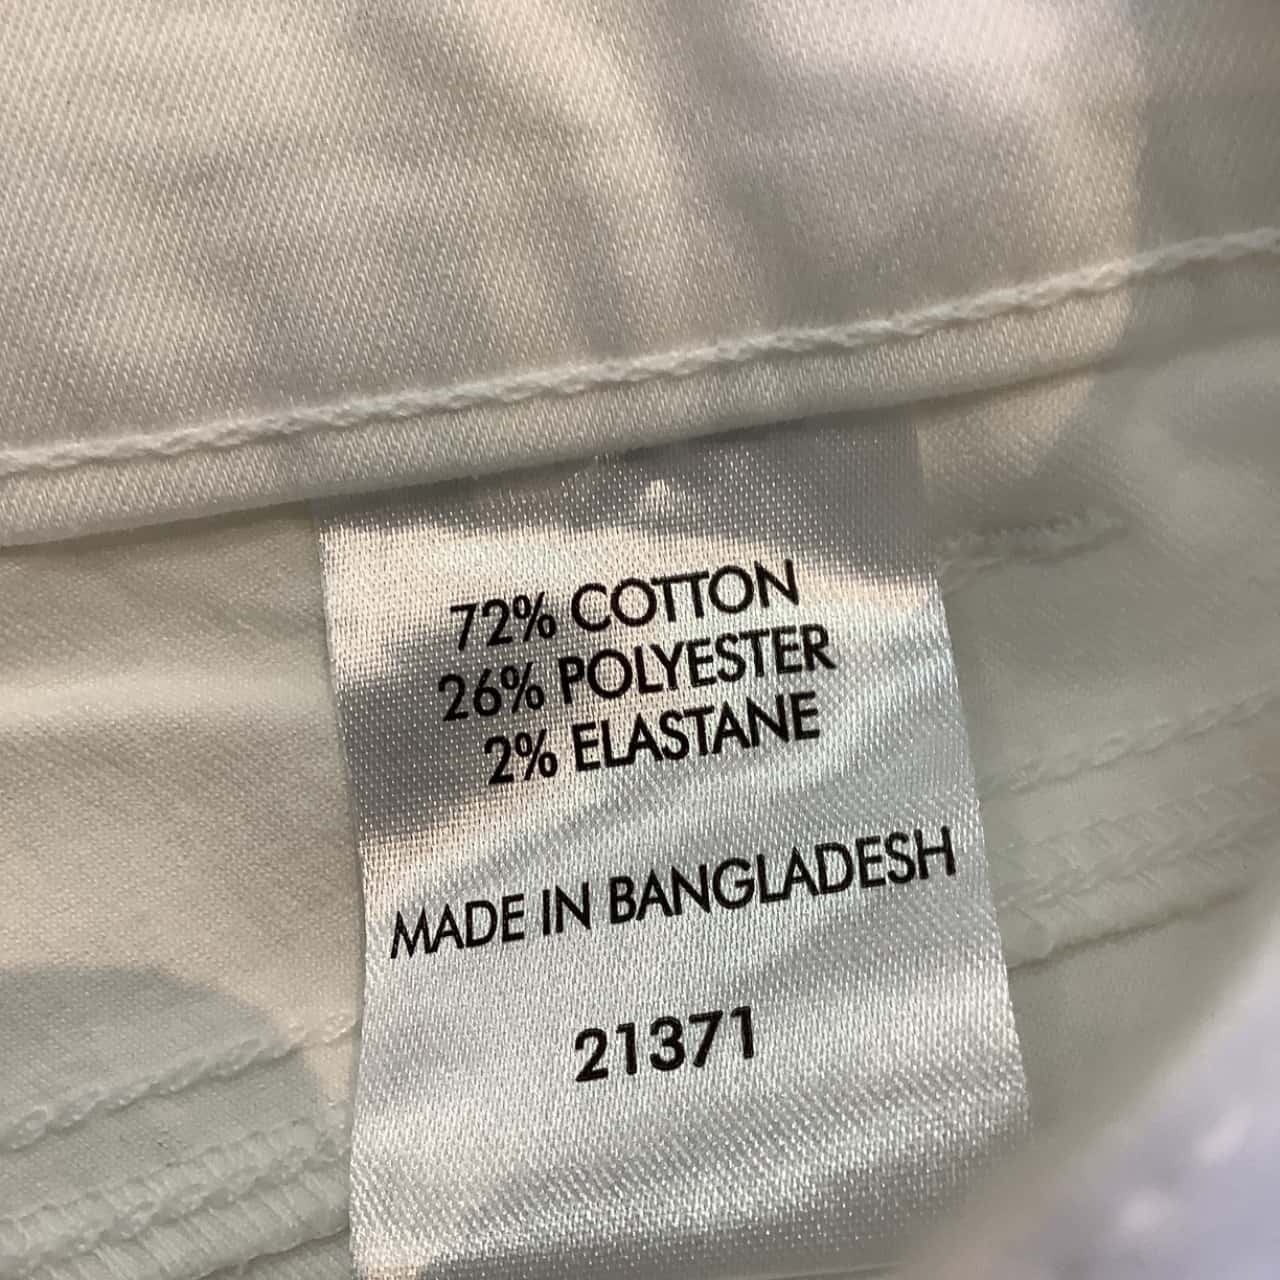 72% COTTON
26% POLYESTER
2% ELASTANE
MADE IN BANGLADESH
21371